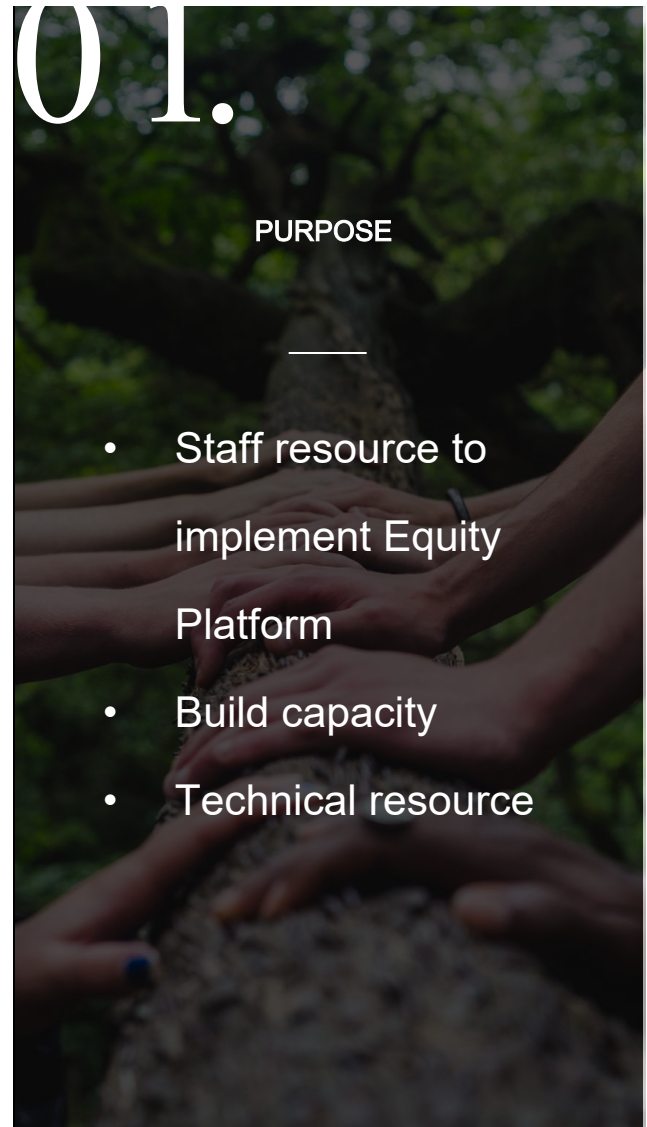 01.
PURPOSE
• Staff resource to
implement Equity
Platform
• Build capacity
• Technical resource